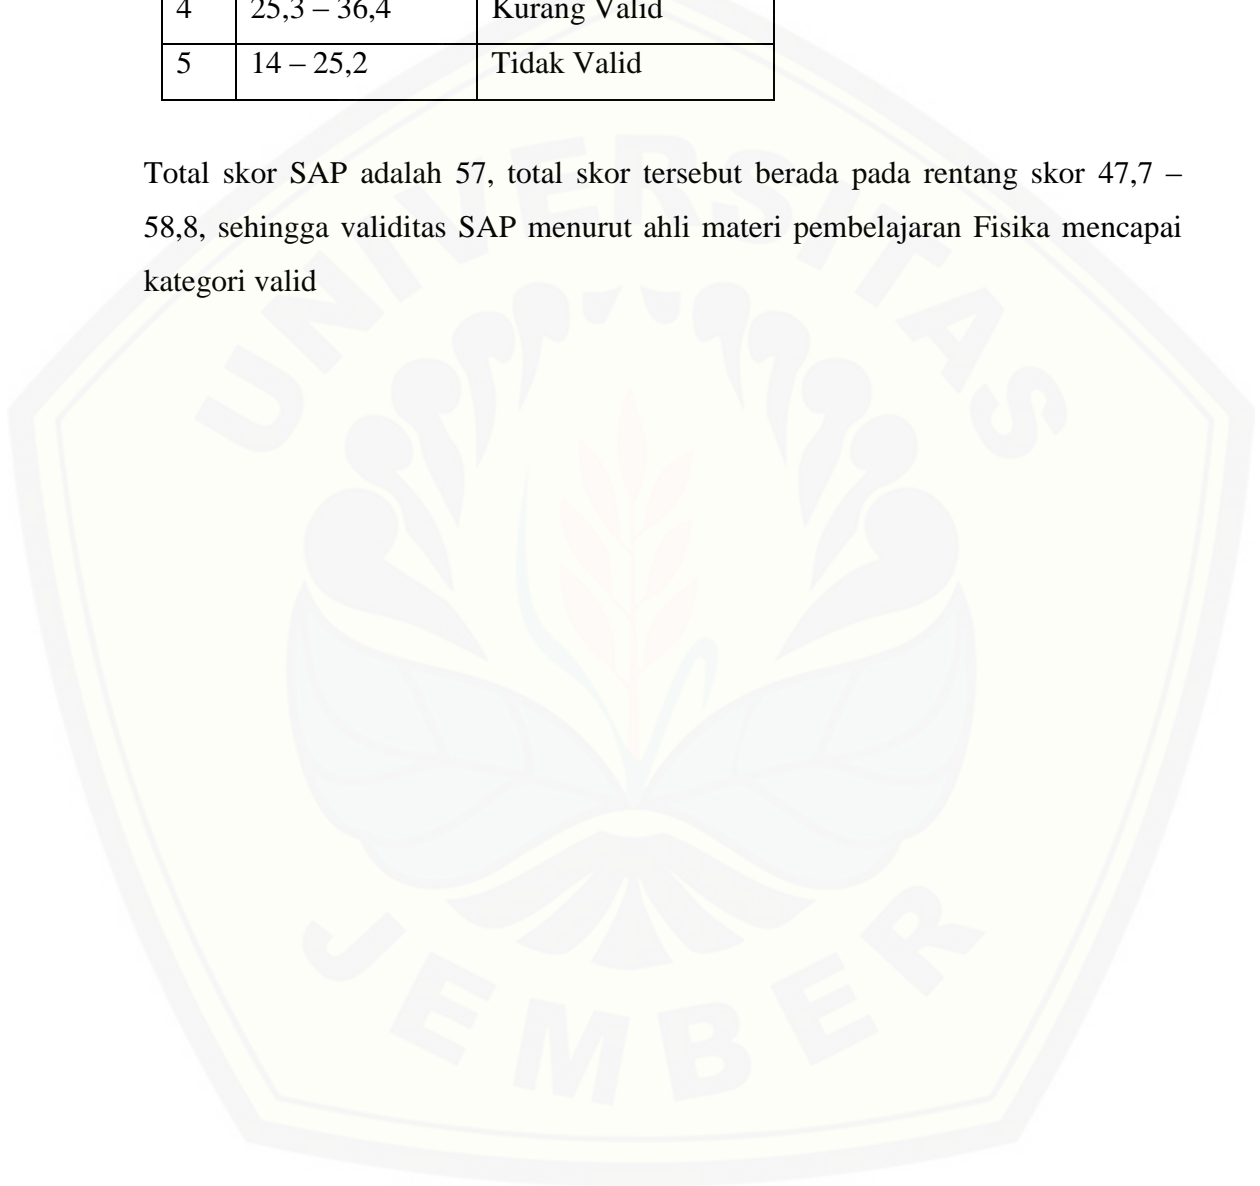 4 25,3 – 36,4 Kurang Valid
5 14 – 25,2 Tidak Valid
Total skor SAP adalah 57, total skor tersebut berada pada rentang skor 47,7 –
58,8, sehingga validitas SAP menurut ahli materi pembelajaran Fisika mencapai
kategori valid
UNIVERSITAS
JEMBER